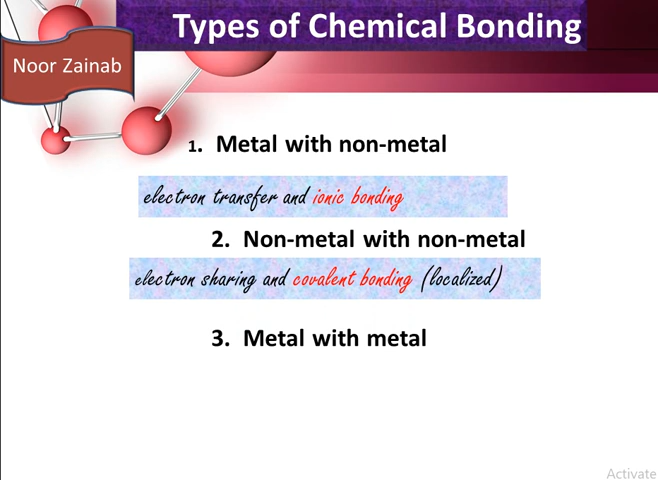 Types of Chemical Bonding
Noor Zainab
1. Metal with non-metal
electron transfer and ionic bonding
2. Non-metal with non-metal
electron sharing and covalent bonding (localized)
3. Metal with metal
Activate